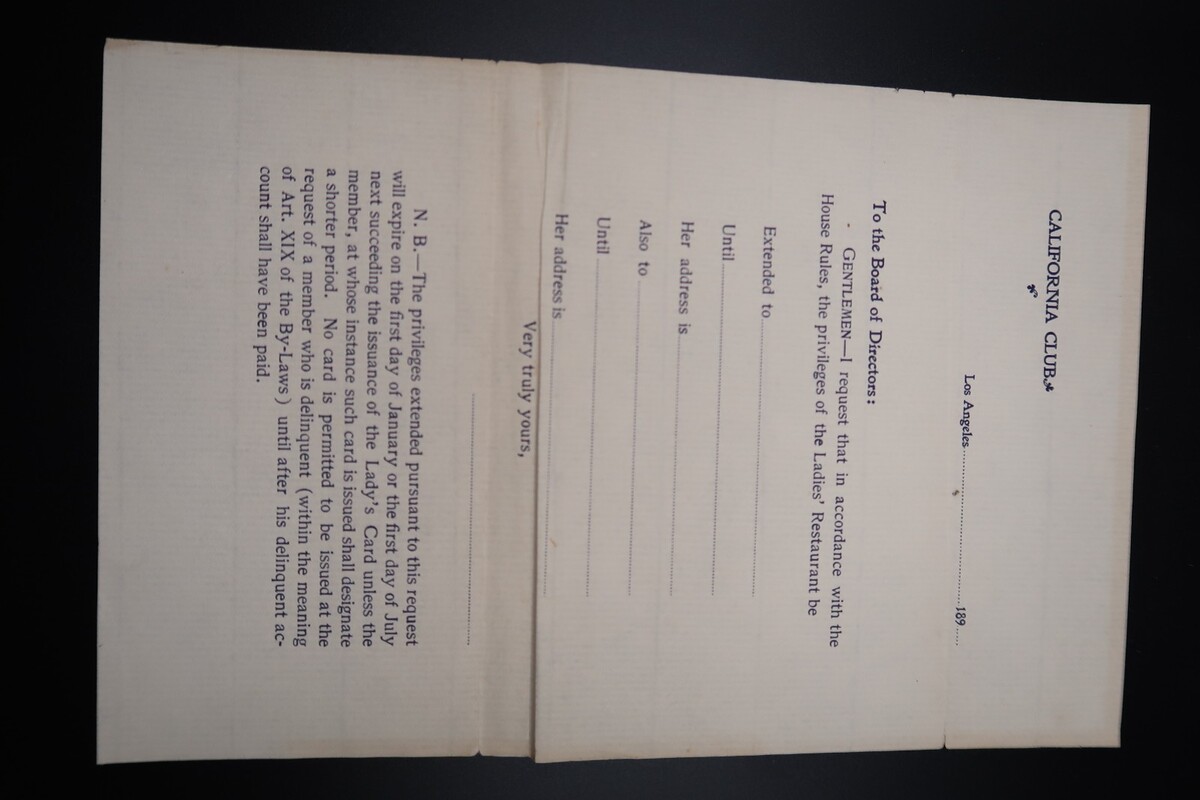 CALIFORNIA CLUB
Los Angeles..............................189.....
To the Board of Directors:
GENTLEMEN—I request that in accordance with the
House Rules, the privileges of the Ladies' Restaurant be
Extended to..............................
Until..............................
Her address is..............................
Also to..............................
Until..............................
Her address is..............................
Very truly yours,
..............................
N. B.—The privileges extended pursuant to this request
will expire on the first day of January or the first day of July
next succeeding the issuance of the Lady's Card unless the
member, at whose instance such card is issued shall designate
a shorter period. No card is permitted to be issued at the
request of a member who is delinquent (within the meaning
of Art. XIX of the By-Laws) until after his delinquent ac-
count shall have been paid.